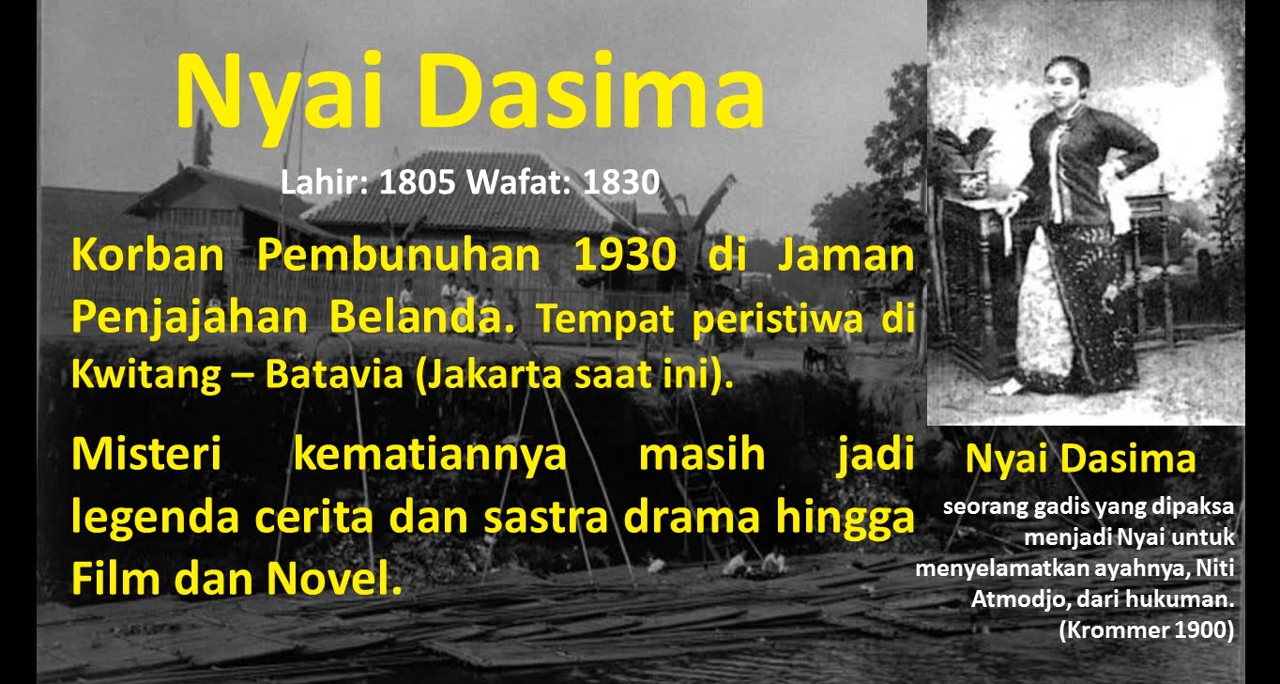 Nyai Dasima
Lahir: 1805 Wafat: 1830
Korban Pembunuhan 1930 di Jaman
Penjajahan Belanda. Tempat peristiwa di
Kwitang – Batavia (Jakarta saat ini).
Misteri kematiannya masih jadi
legenda cerita dan sastra drama hingga
Film dan Novel.
Nyai Dasima
seorang gadis yang dipaksa
menjadi Nyai untuk
menyelamatkan ayahnya, Niti
Atmodjo, dari hukuman.
(Krommer 1900)